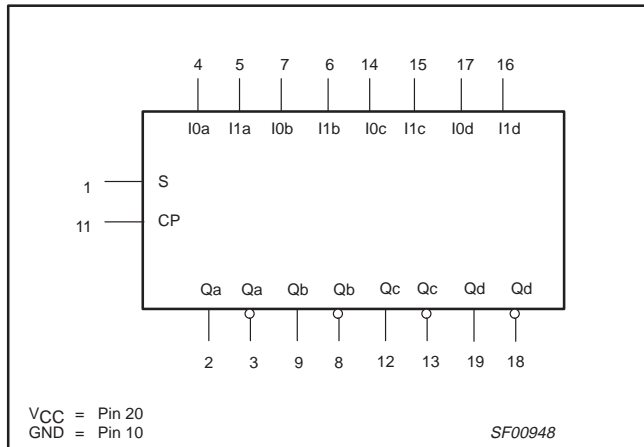 4 5 7 6 14 15 17 16
I0a I1a I0b I1b I0c I1c I0d I1d
1 S
11 CP
Qa Qa Qb Qb Qc Qc Qd Qd
2 3 9 8 12 13 19 18
VCC = Pin 20
GND = Pin 10
SF00948